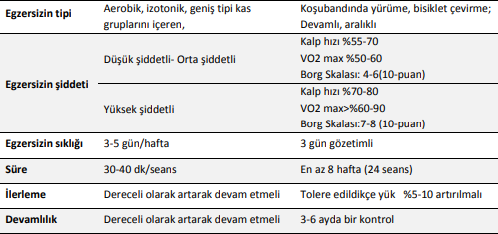 Egzersizin tipi
Aerobik, izotonik, geniş tipi kas
gruplarını içeren,
Koşubandında yürüme, bisiklet çevirme;
Devamlı, aralıklı
Egzersizin şiddeti
Düşük şiddetli- Orta şiddetli
Kalp hızı %55-70
VO2 max %50-60
Borg Skalası: 4-6(10-puan)
Yüksek şiddetli
Kalp hızı %70-80
VO2 max>%60-90
Borg Skalası:7-8 (10-puan)
Egzersizin sıklığı
3-5 gün/hafta
3 gün gözetimli
Süre
30-40 dk/seans
En az 8 hafta (24 seans)
İlerleme
Dereceli olarak artarak devam etmeli
Tolere edildikçe yük %5-10 artırılmalı
Devamlılık
Dereceli olarak artarak devam etmeli
3-6 ayda bir kontrol